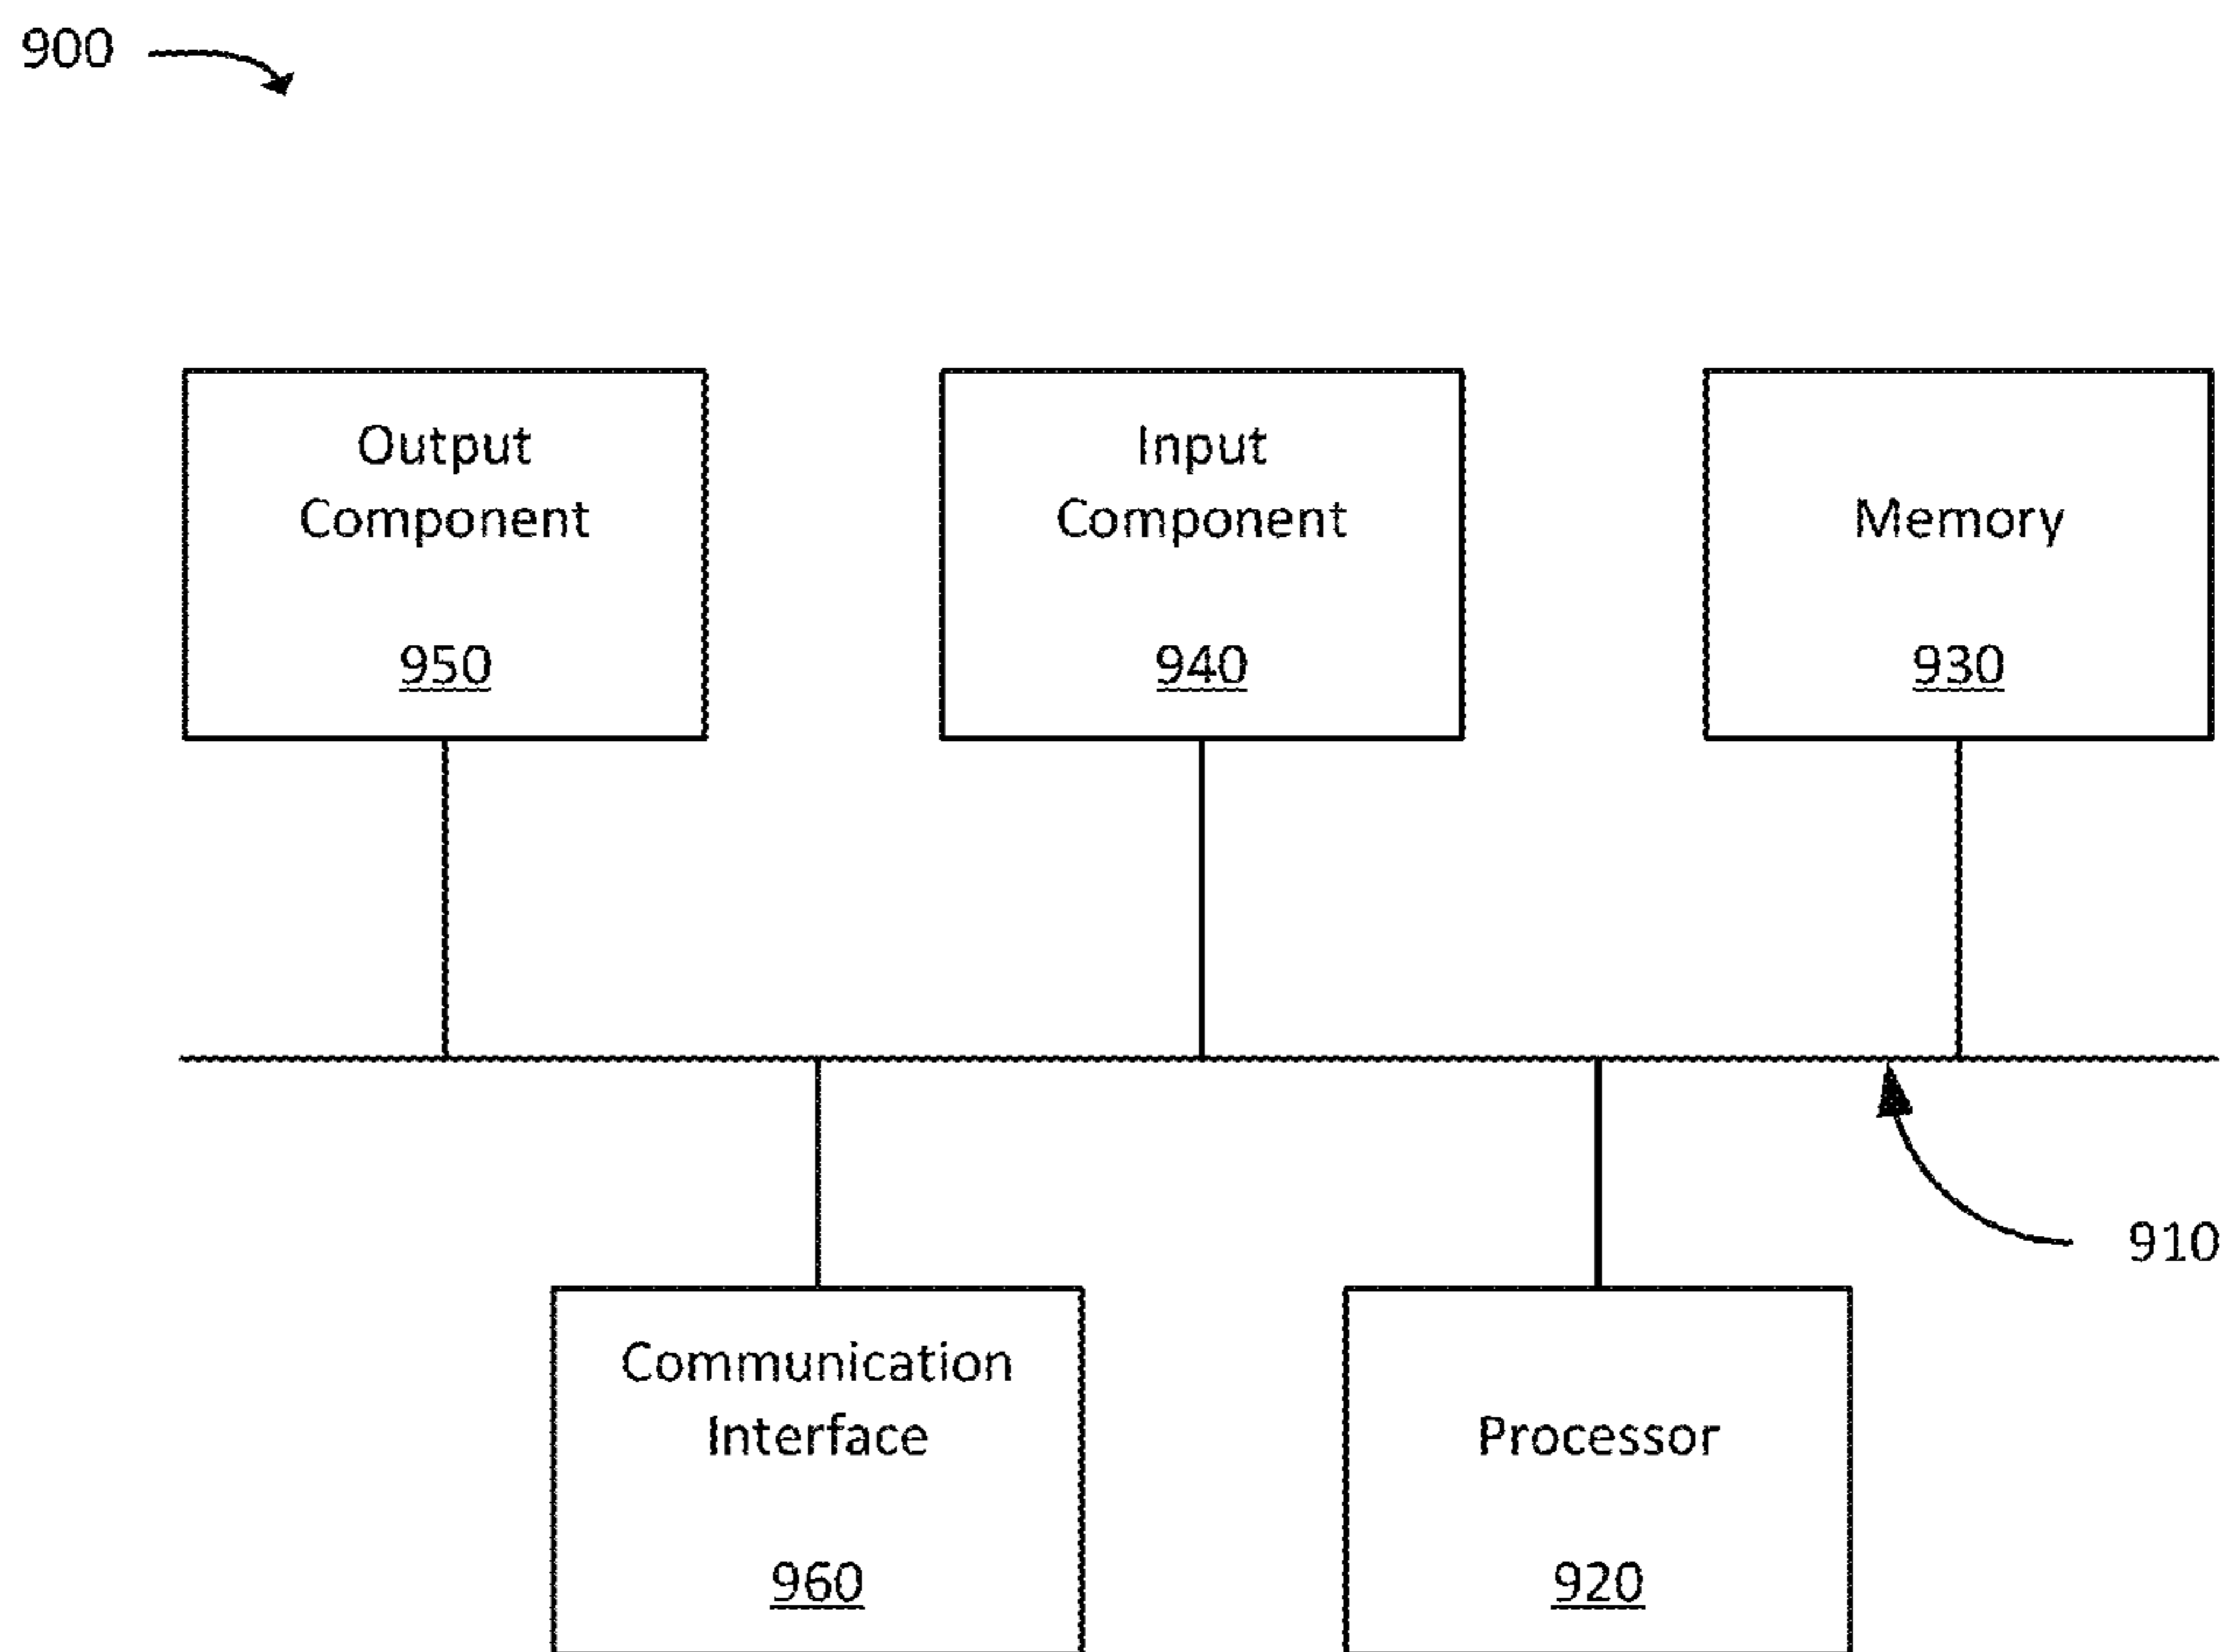 900
Output
Component
950
Input
Component
940
Memory
930
910
Communication
Interface
960
Processor
920